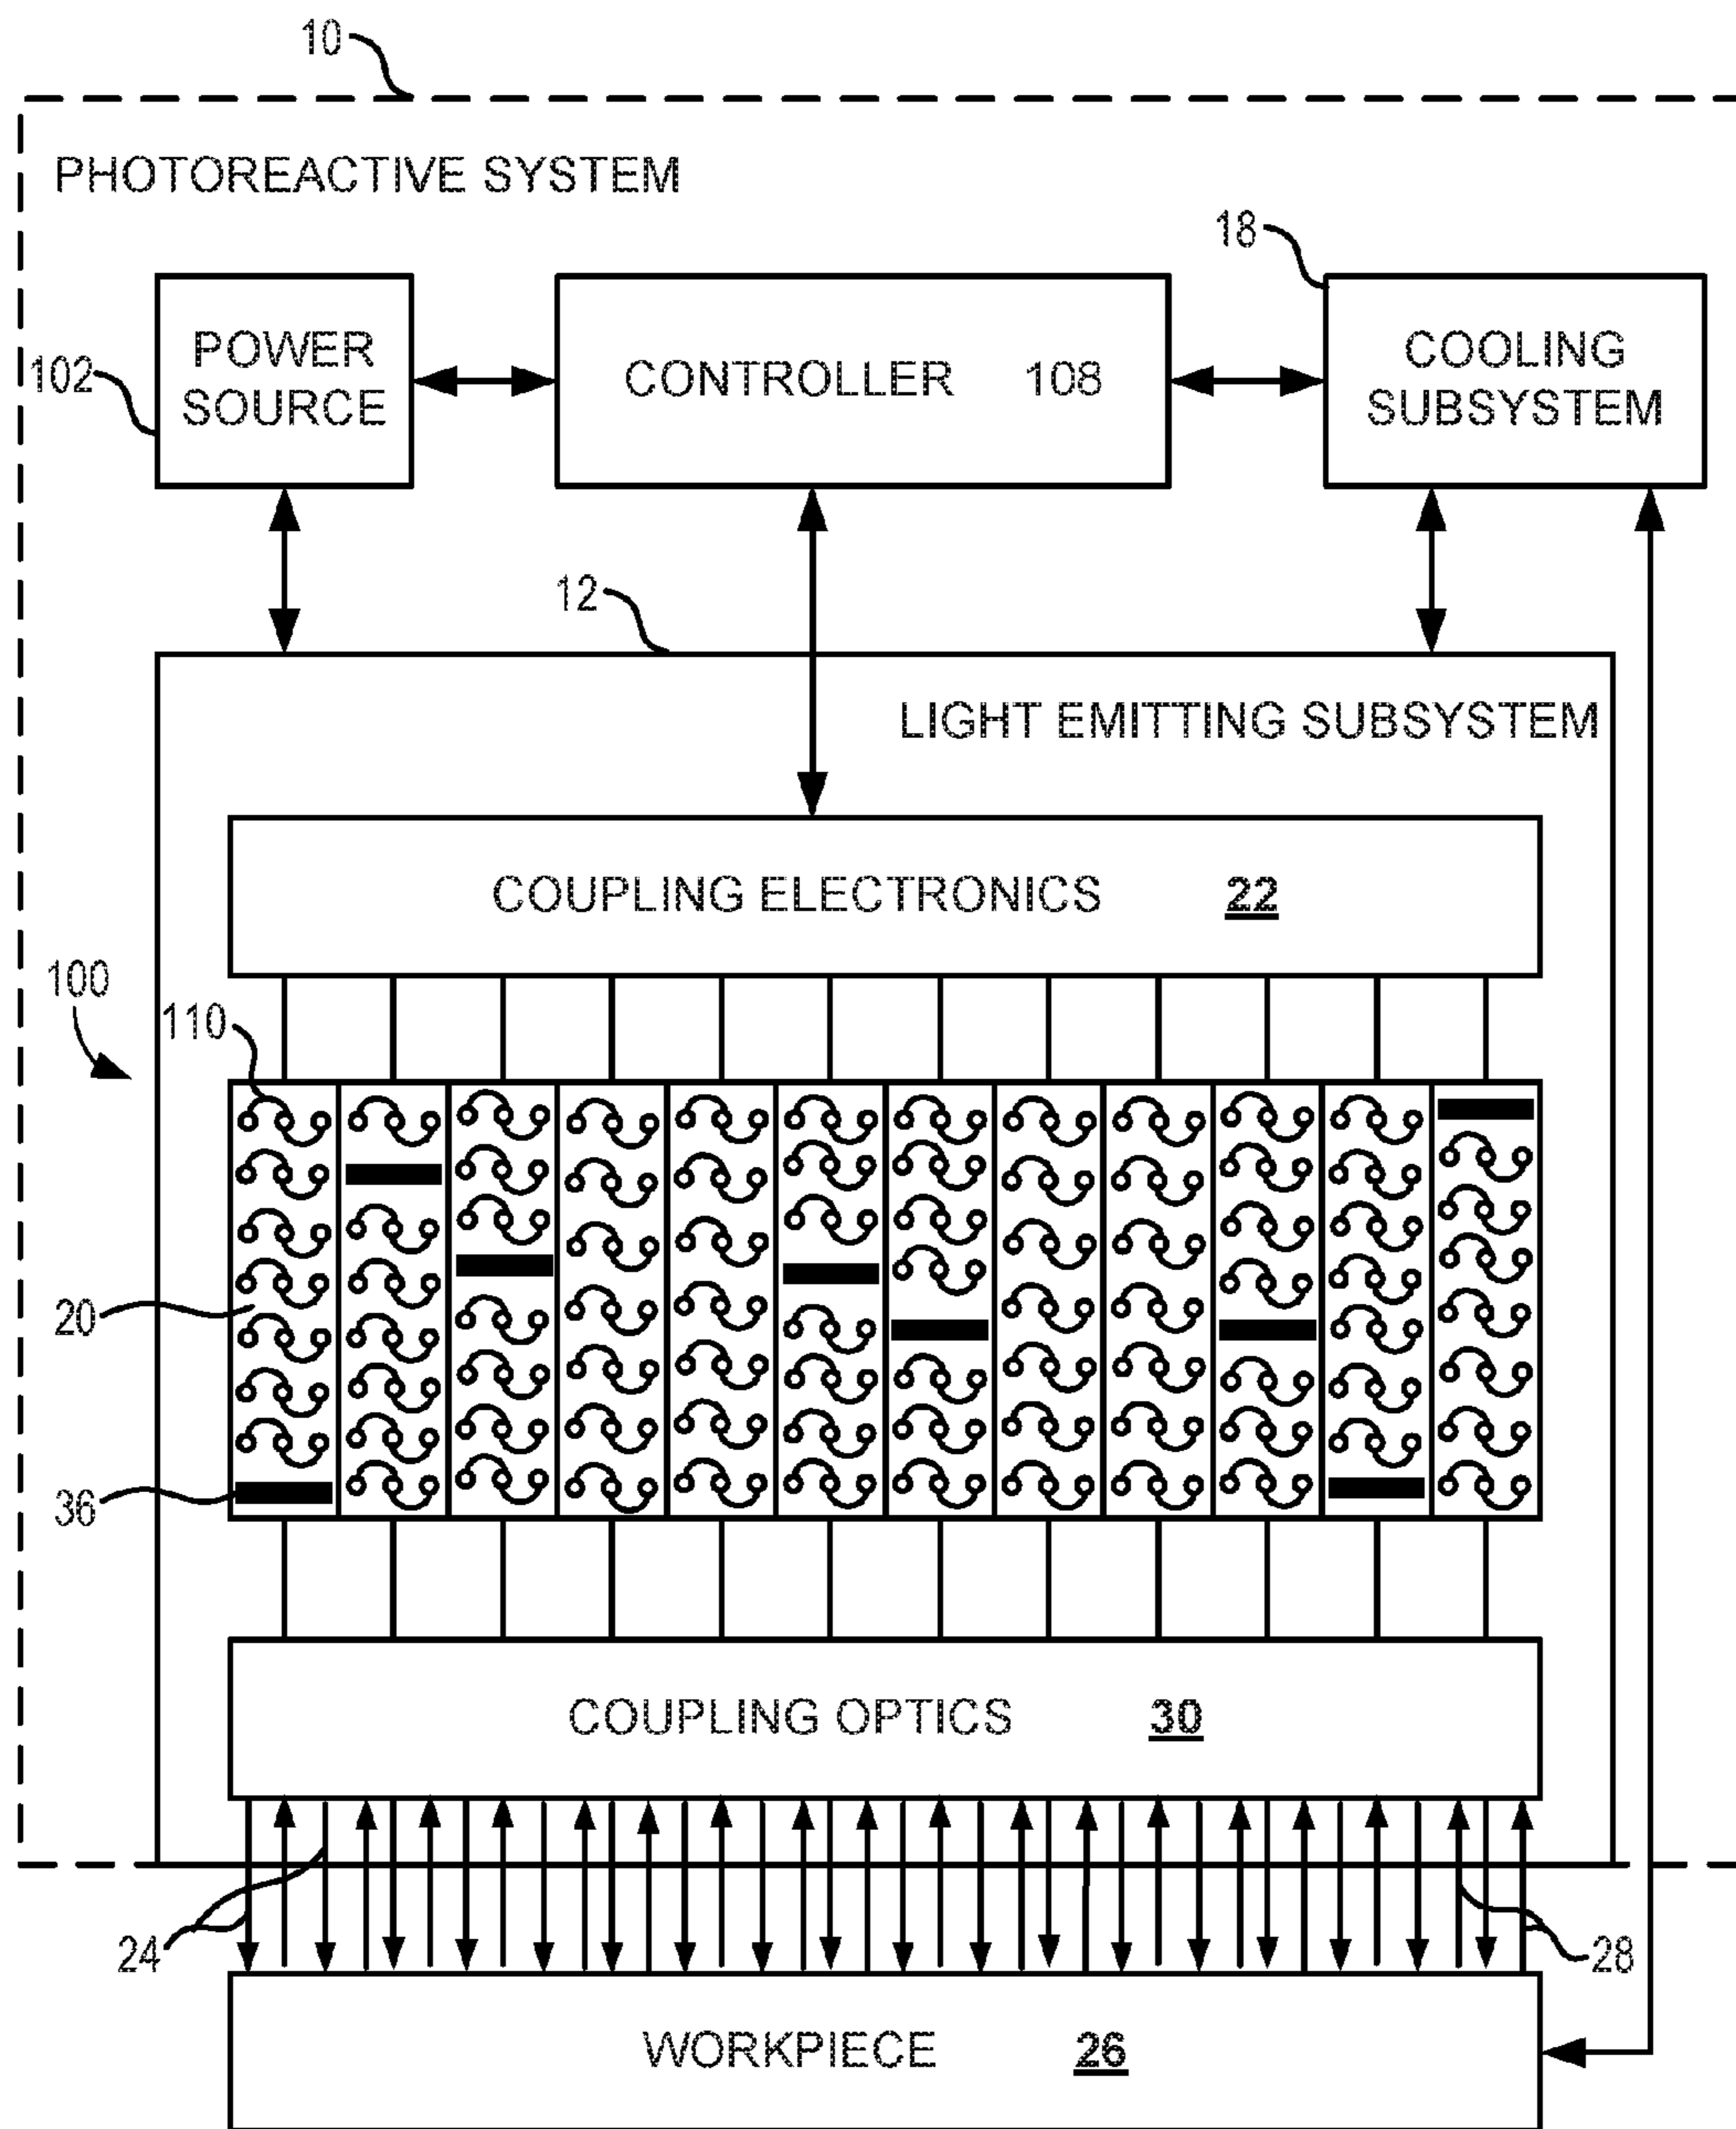 10
PHOTOREACTIVE SYSTEM
18
POWER
SOURCE
102
CONTROLLER 108
COOLING
SUBSYSTEM
12
LIGHT EMITTING SUBSYSTEM
COUPLING ELECTRONICS 22
100
110
20
36
COUPLING OPTICS 30
24
28
WORKPIECE 26